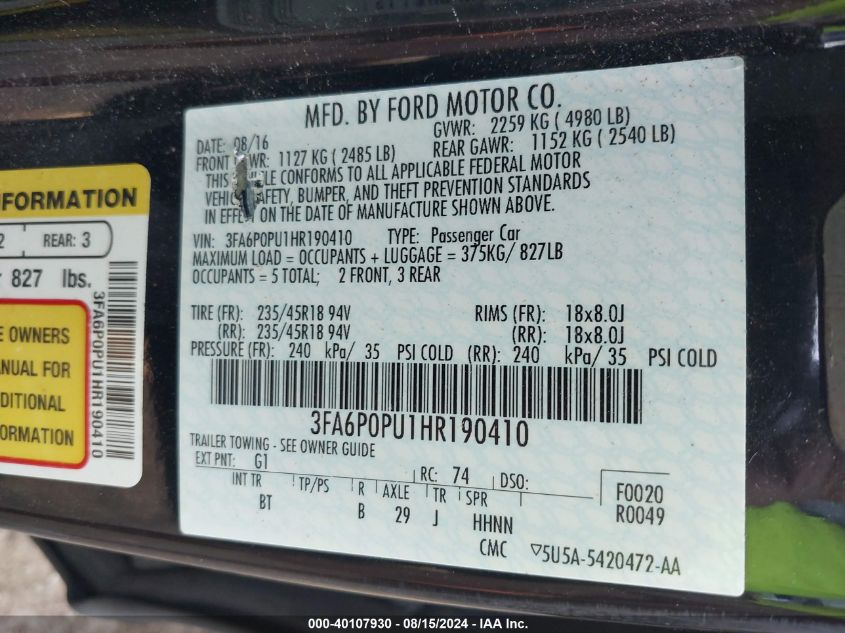 MFD. BY FORD MOTOR CO.
DATE: 08/16 GVWR: 2259 KG ( 4980 LB)
FRONT WR: 1127 KG ( 2485 LB) REAR GAWR: 1152 KG ( 2540 LB)
THIS LE CONFORMS TO ALL APPLICABLE FEDERAL MOTOR
VEHIC AFETY, BUMPER, AND THEFT PREVENTION STANDARDS
IN EFFE ON THE DATE OF MANUFACTURE SHOWN ABOVE.
VIN: 3FA6P0PU1HR190410 TYPE: Passenger Car
MAXIMUM LOAD = OCCUPANTS + LUGGAGE = 375KG/ 827LB
OCCUPANTS = 5 TOTAL; 2 FRONT, 3 REAR
TIRE (FR): 235/45R18 94V RIMS (FR): 18x8.0J
(RR): 235/45R18 94V (RR): 18x8.0J
PRESSURE (FR): 240 kPa/ 35 PSI COLD (RR): 240 kPa/ 35 PSI COLD
3FA6P0PU1HR190410
TRAILER TOWING - SEE OWNER GUIDE
EXT PNT: G1 RC: 74 DSO:
INT TR TP/PS R AXLE TR SPR
BT B 29 J HHNN
F0020
R0049
CMC ▽5U5A-5420472-AA
NFORMATION
2 REAR: 3
827 lbs.
E OWNERS
ANUAL FOR
DITIONAL
FORMATION
3FA6P0PU1HR190410
000-40107930 - 08/15/2024 - IAA Inc.